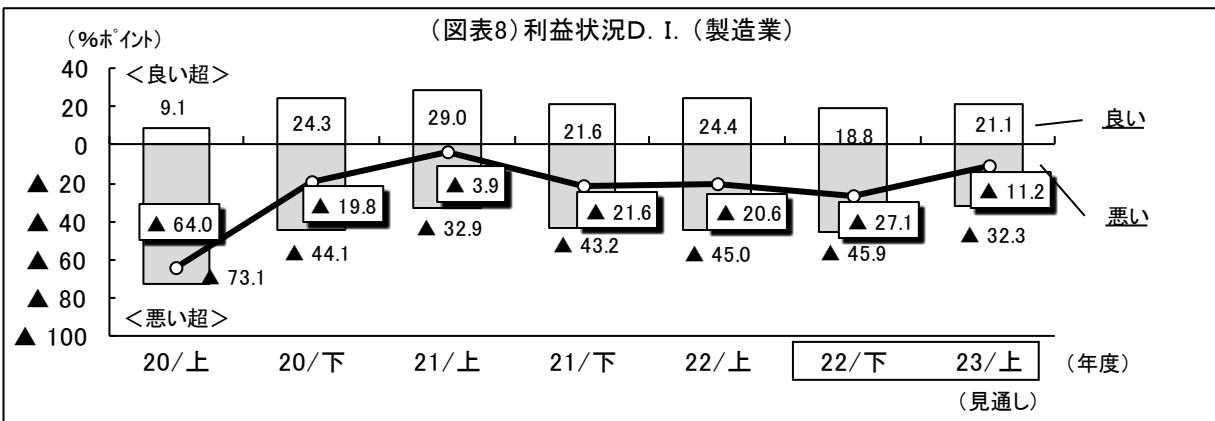 （図表8）利益状況D. I.（製造業）
（%ﾎﾟｲﾝﾄ）
40
20
0
▲ 20
▲ 40
▲ 60
▲ 80
▲ 100
＜良い超＞
9.1 24.3 29.0 21.6 24.4 18.8 21.1
良い
▲ 64.0 ▲ 19.8 ▲ 3.9 ▲ 21.6 ▲ 20.6 ▲ 27.1 ▲ 11.2
悪い
▲ 73.1 ▲ 44.1 ▲ 32.9 ▲ 43.2 ▲ 45.0 ▲ 45.9 ▲ 32.3
＜悪い超＞
20/上 20/下 21/上 21/下 22/上 22/下 23/上 （年度）
（見通し）